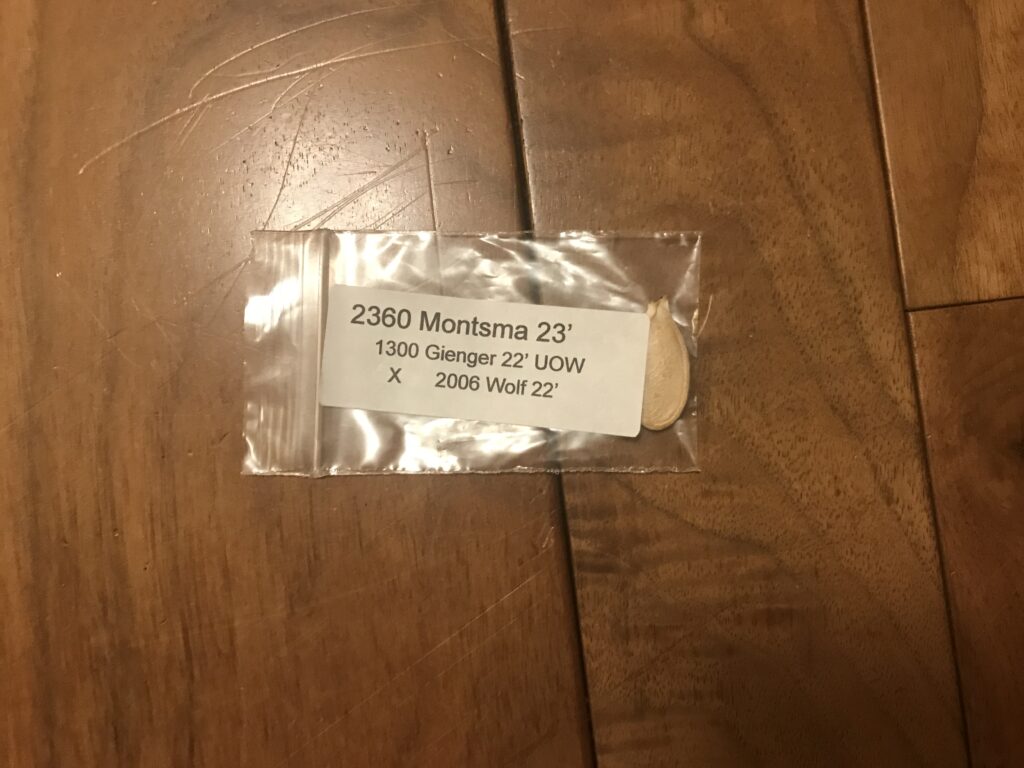 2360 Montsma 23'
1300 Gienger 22' UOW
X 2006 Wolf 22'